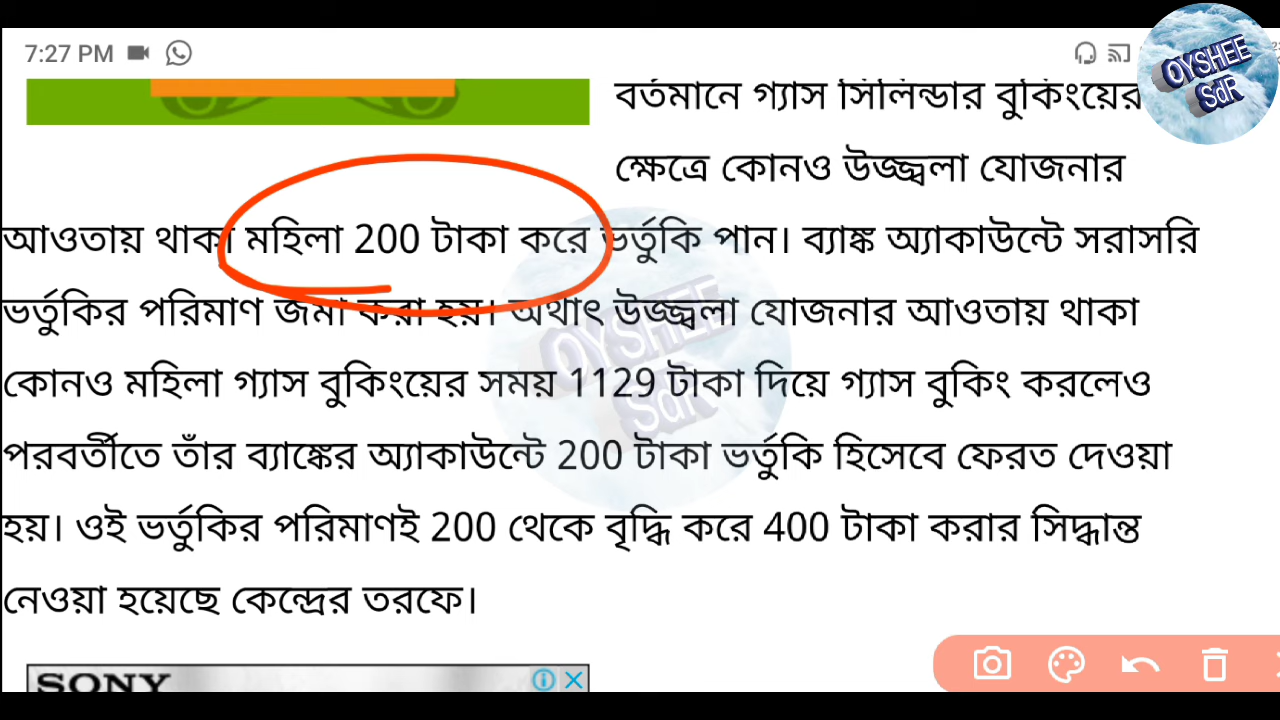 7:27 PM
OYSHEE
SdR
বর্তমানে গ্যাস সিলিন্ডার বুকিংয়ের
ক্ষেত্রে কোনও উজ্জ্বলা যোজনার
আওতায় থাকা মহিলা 200 টাকা করে ভর্তুকি পান। ব্যাঙ্ক অ্যাকাউন্টে সরাসরি
ভর্তুকির পরিমাণ জমা করা হয়। অর্থাৎ উজ্জ্বলা যোজনার আওতায় থাকা
কোনও মহিলা গ্যাস বুকিংয়ের সময় 1129 টাকা দিয়ে গ্যাস বুকিং করলেও
পরবর্তীতে তাঁর ব্যাঙ্কের অ্যাকাউন্টে 200 টাকা ভর্তুকি হিসেবে ফেরত দেওয়া
হয়। ওই ভর্তুকির পরিমাণই 200 থেকে বৃদ্ধি করে 400 টাকা করার সিদ্ধান্ত
নেওয়া হয়েছে কেন্দ্রের তরফে।
OYSHEE
SdR
SONY